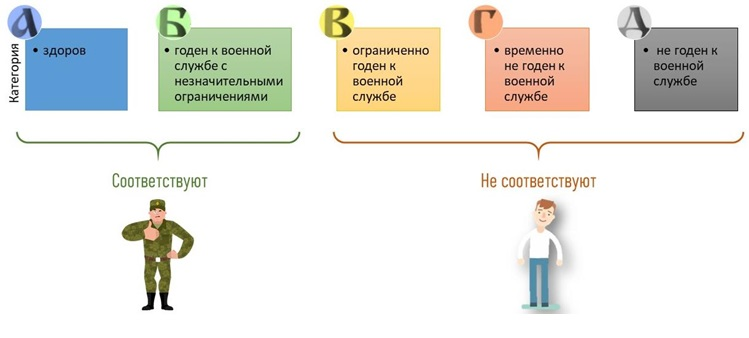 А
Б
В
Г
Д
Категория
• здоров
• годен к военной
службе с
незначительными
ограничениями
• ограниченно
годен к
военной
службе
• временно
не годен к
военной
службе
• не годен к
военной
службе
Соответствуют
Не соответствуют